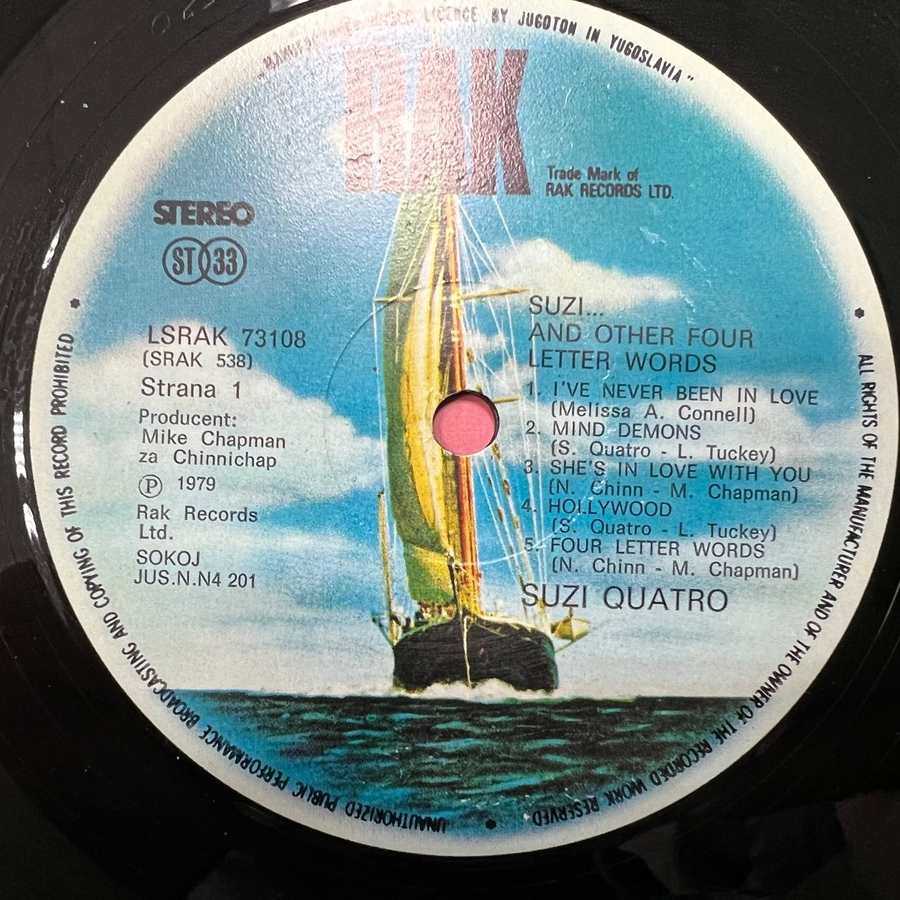 UNDER LICENCE BY JUGOTON IN YUGOSLAVIA"
RAK
Trade Mark of
RAK RECORDS LTD.
STEREO
ST 33
LSRAK 73108
(SRAK 538)
Strana 1
Producent:
Mike Chapman
za Chinnichap
Ⓟ 1979
Rak Records
Ltd.
SOKOJ
JUS.N.N4 201
SUZI...
AND OTHER FOUR
LETTER WORDS
1. I'VE NEVER BEEN IN LOVE
(Melissa A. Connell)
2. MIND DEMONS
(S. Quatro - L. Tuckey)
3. SHE'S IN LOVE WITH YOU
(N. Chinn - M. Chapman)
4. HOLLYWOOD
(S. Quatro - L. Tuckey)
5. FOUR LETTER WORDS
(N. Chinn - M. Chapman)
SUZI QUATRO
ALL RIGHTS OF THE MANUFACTURER AND OF THE OWNER OF THE RECORDED WORK RESERVED
UNAUTHORIZED PUBLIC PERFORMANCE BROADCASTING AND COPYING OF THIS RECORD PROHIBITED